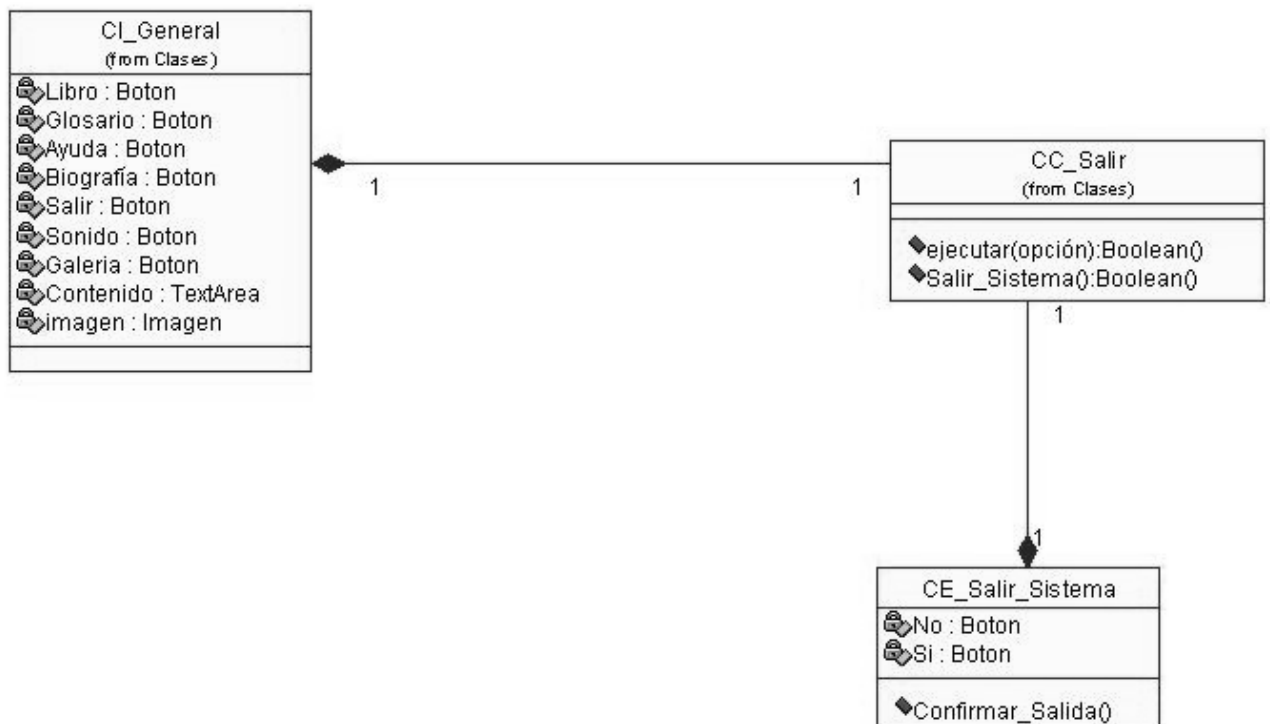 CI_General
(from Clases)
Libro : Boton
Glosario : Boton
Ayuda : Boton
Biografía : Boton
Salir : Boton
Sonido : Boton
Galeria : Boton
Contenido : TextArea
imagen : Imagen
1
1
CC_Salir
(from Clases)
ejecutar(opción):Boolean()
Salir_Sistema():Boolean()
1
1
CE_Salir_Sistema
No : Boton
Si : Boton
Confirmar_Salida()